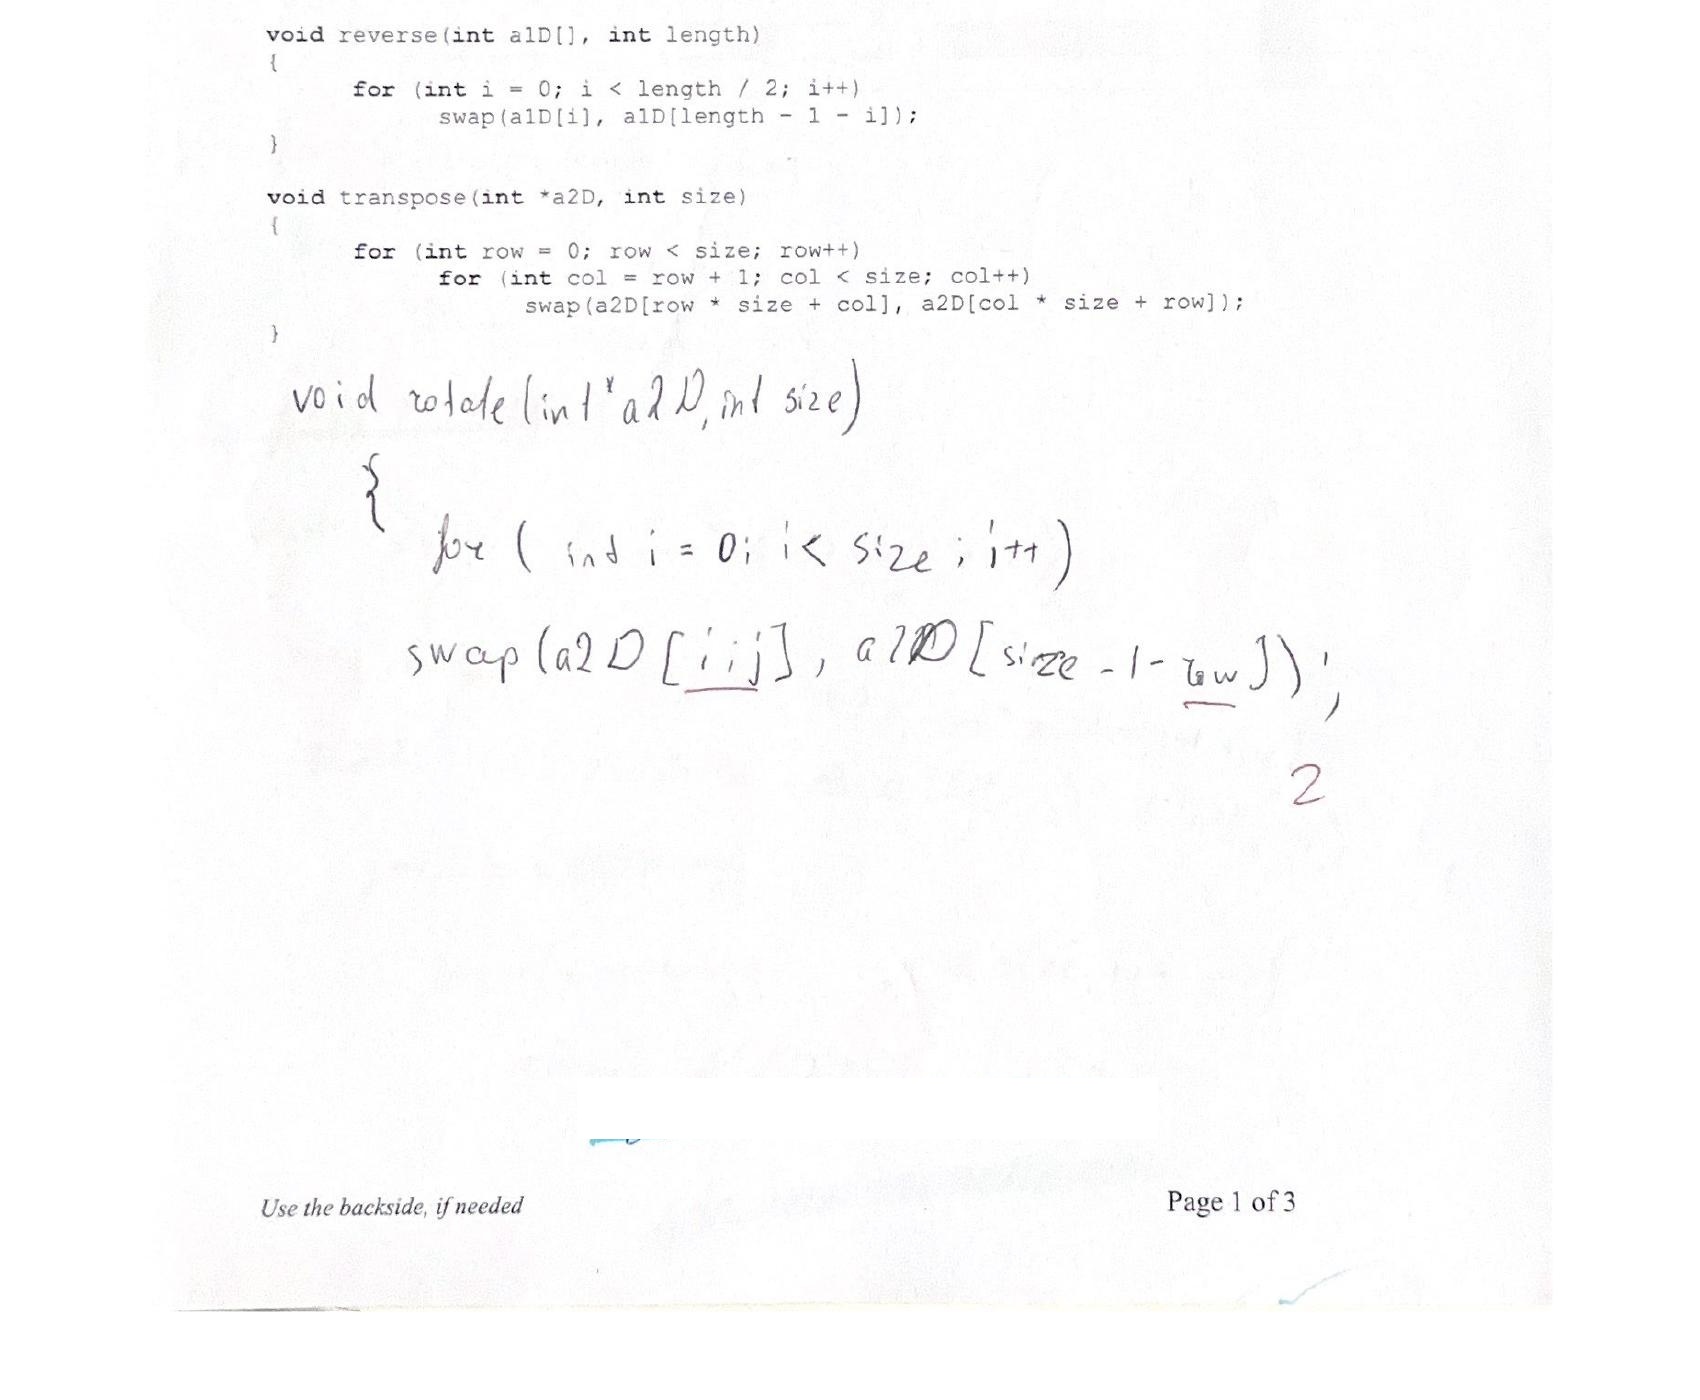 void reverse(int a1D[], int length)
{
for (int i = 0; i < length / 2; i++)
swap(a1D[i], a1D[length - 1 - i]);
}
void transpose(int *a2D, int size)
{
for (int row = 0; row < size; row++)
for (int col = row + 1; col < size; col++)
swap(a2D[row * size + col], a2D[col * size + row]);
}
void rotate(int*a2D, int size)
{
for ( int i = 0; i < size ; i++)
swap(a2D[i;j], a2D[size -1- row]);
2
Use the backside, if needed
Page 1 of 3